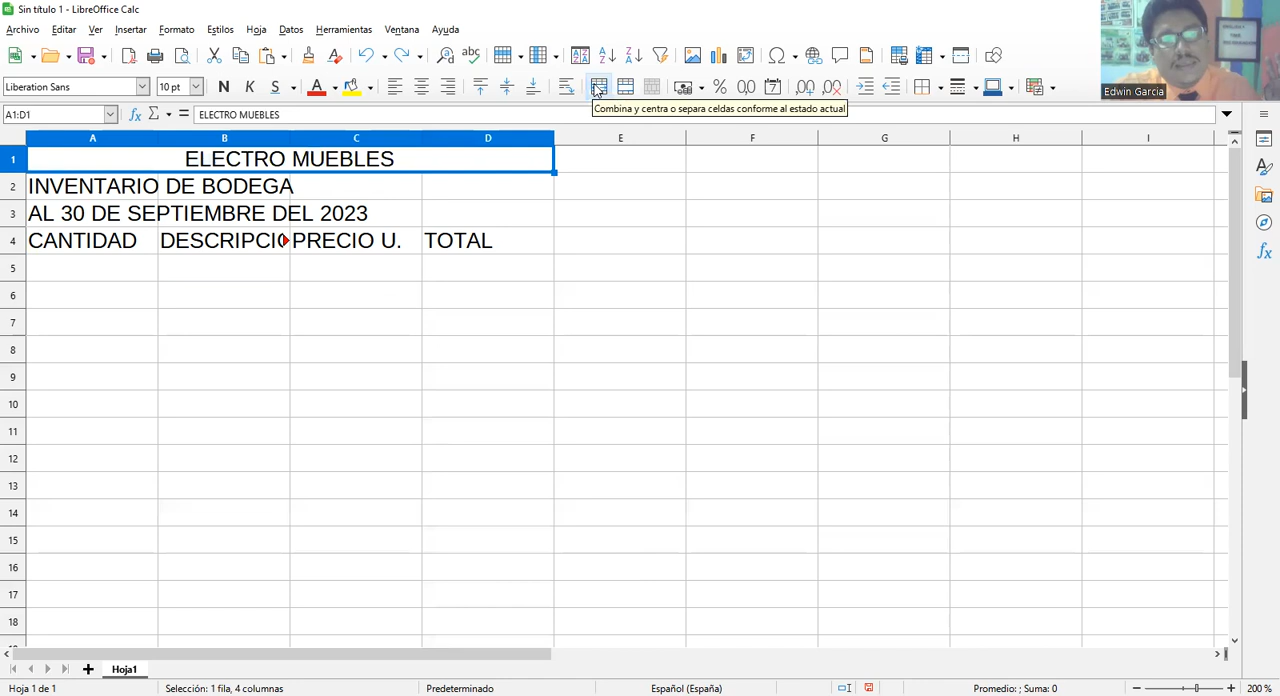 Sin título 1 - LibreOffice Calc
Archivo Editar Ver Insertar Formato Estilos Hoja Datos Herramientas Ventana Ayuda
Liberation Sans 10 pt N K S
Combina y centra o separa celdas conforme al estado actual
Edwin Garcia
A1:D1 ELECTRO MUEBLES
A B C D E F G H I
1 ELECTRO MUEBLES
2 INVENTARIO DE BODEGA
3 AL 30 DE SEPTIEMBRE DEL 2023
4 CANTIDAD DESCRIPCIO PRECIO U. TOTAL
5
6
7
8
9
10
11
12
13
14
15
16
17
18
Hoja1
Hoja 1 de 1 Selección: 1 fila, 4 columnas Predeterminado Español (España) Promedio: ; Suma: 0 200 %